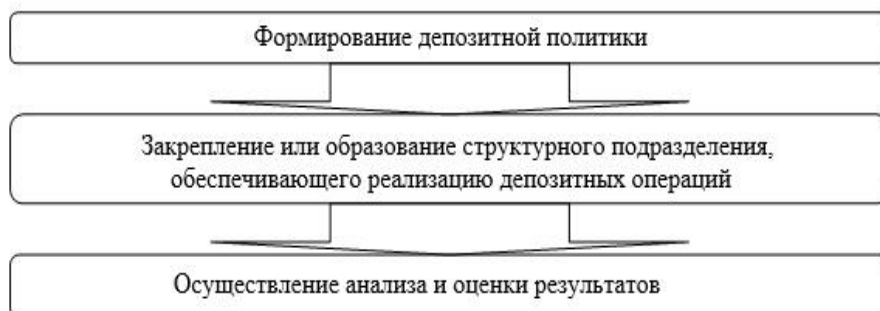 Формирование депозитной политики
Закрепление или образование структурного подразделения,
обеспечивающего реализацию депозитных операций
Осуществление анализа и оценки результатов